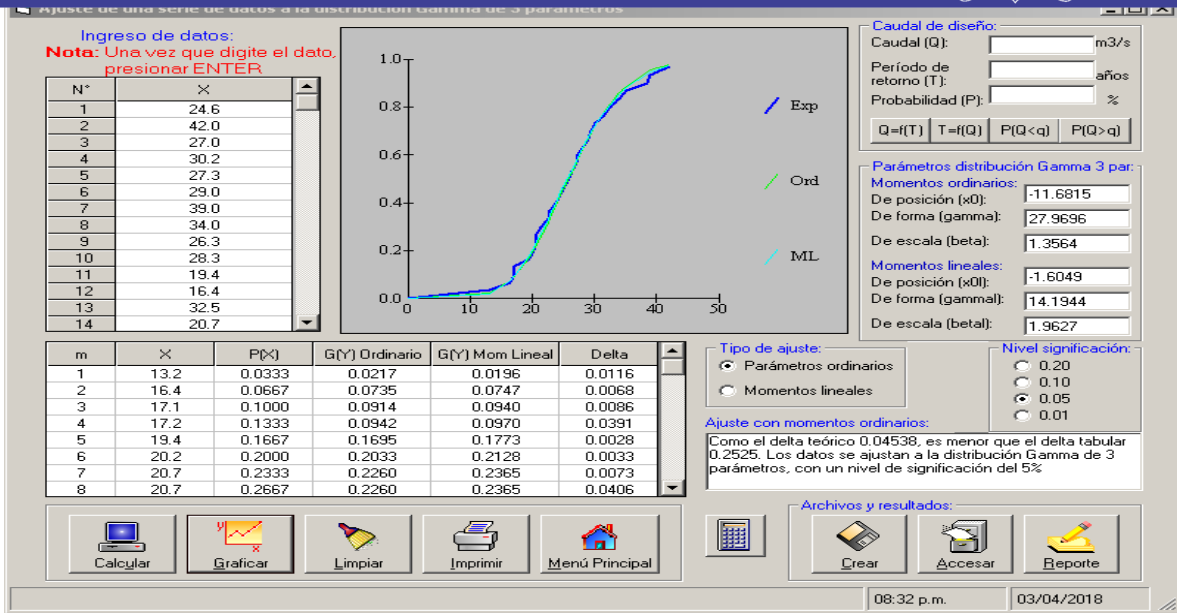 Ajuste de una serie de datos a la distribución Gamma de 3 parámetros
Ingreso de datos:
Nota: Una vez que digite el dato,
presionar ENTER
N° X
1 24.6
2 42.0
3 27.0
4 30.2
5 27.3
6 29.0
7 39.0
8 34.0
9 26.3
10 28.3
11 19.4
12 16.4
13 32.5
14 20.7
1.0
0.8
0.6
0.4
0.2
0.0
0 10 20 30 40 50
Exp
Ord
ML
Caudal de diseño:
Caudal (Q): m3/s
Período de
retorno (T): años
Probabilidad (P): %
Q=f(T) T=f(Q) P(Q<q) P(Q>q)
Parámetros distribución Gamma 3 par:
Momentos ordinarios:
De posición (x0): -11.6815
De forma (gamma): 27.9696
De escala (beta): 1.3564
Momentos lineales:
De posición (x0l): -1.6049
De forma (gammal): 14.1944
De escala (betal): 1.9627
m X P(X) G(Y) Ordinario G(Y) Mom Lineal Delta
1 13.2 0.0333 0.0217 0.0196 0.0116
2 16.4 0.0667 0.0735 0.0747 0.0068
3 17.1 0.1000 0.0914 0.0940 0.0086
4 17.2 0.1333 0.0942 0.0970 0.0391
5 19.4 0.1667 0.1695 0.1773 0.0028
6 20.2 0.2000 0.2033 0.2128 0.0033
7 20.7 0.2333 0.2260 0.2365 0.0073
8 20.7 0.2667 0.2260 0.2365 0.0406
Tipo de ajuste:
Parámetros ordinarios
Momentos lineales
Nivel significación:
0.20
0.10
0.05
0.01
Ajuste con momentos ordinarios:
Como el delta teórico 0.04538, es menor que el delta tabular
0.2525. Los datos se ajustan a la distribución Gamma de 3
parámetros, con un nivel de significación del 5%
Calcular Graficar Limpiar Imprimir Menú Principal
Archivos y resultados:
Crear Accesar Reporte
08:32 p.m. 03/04/2018